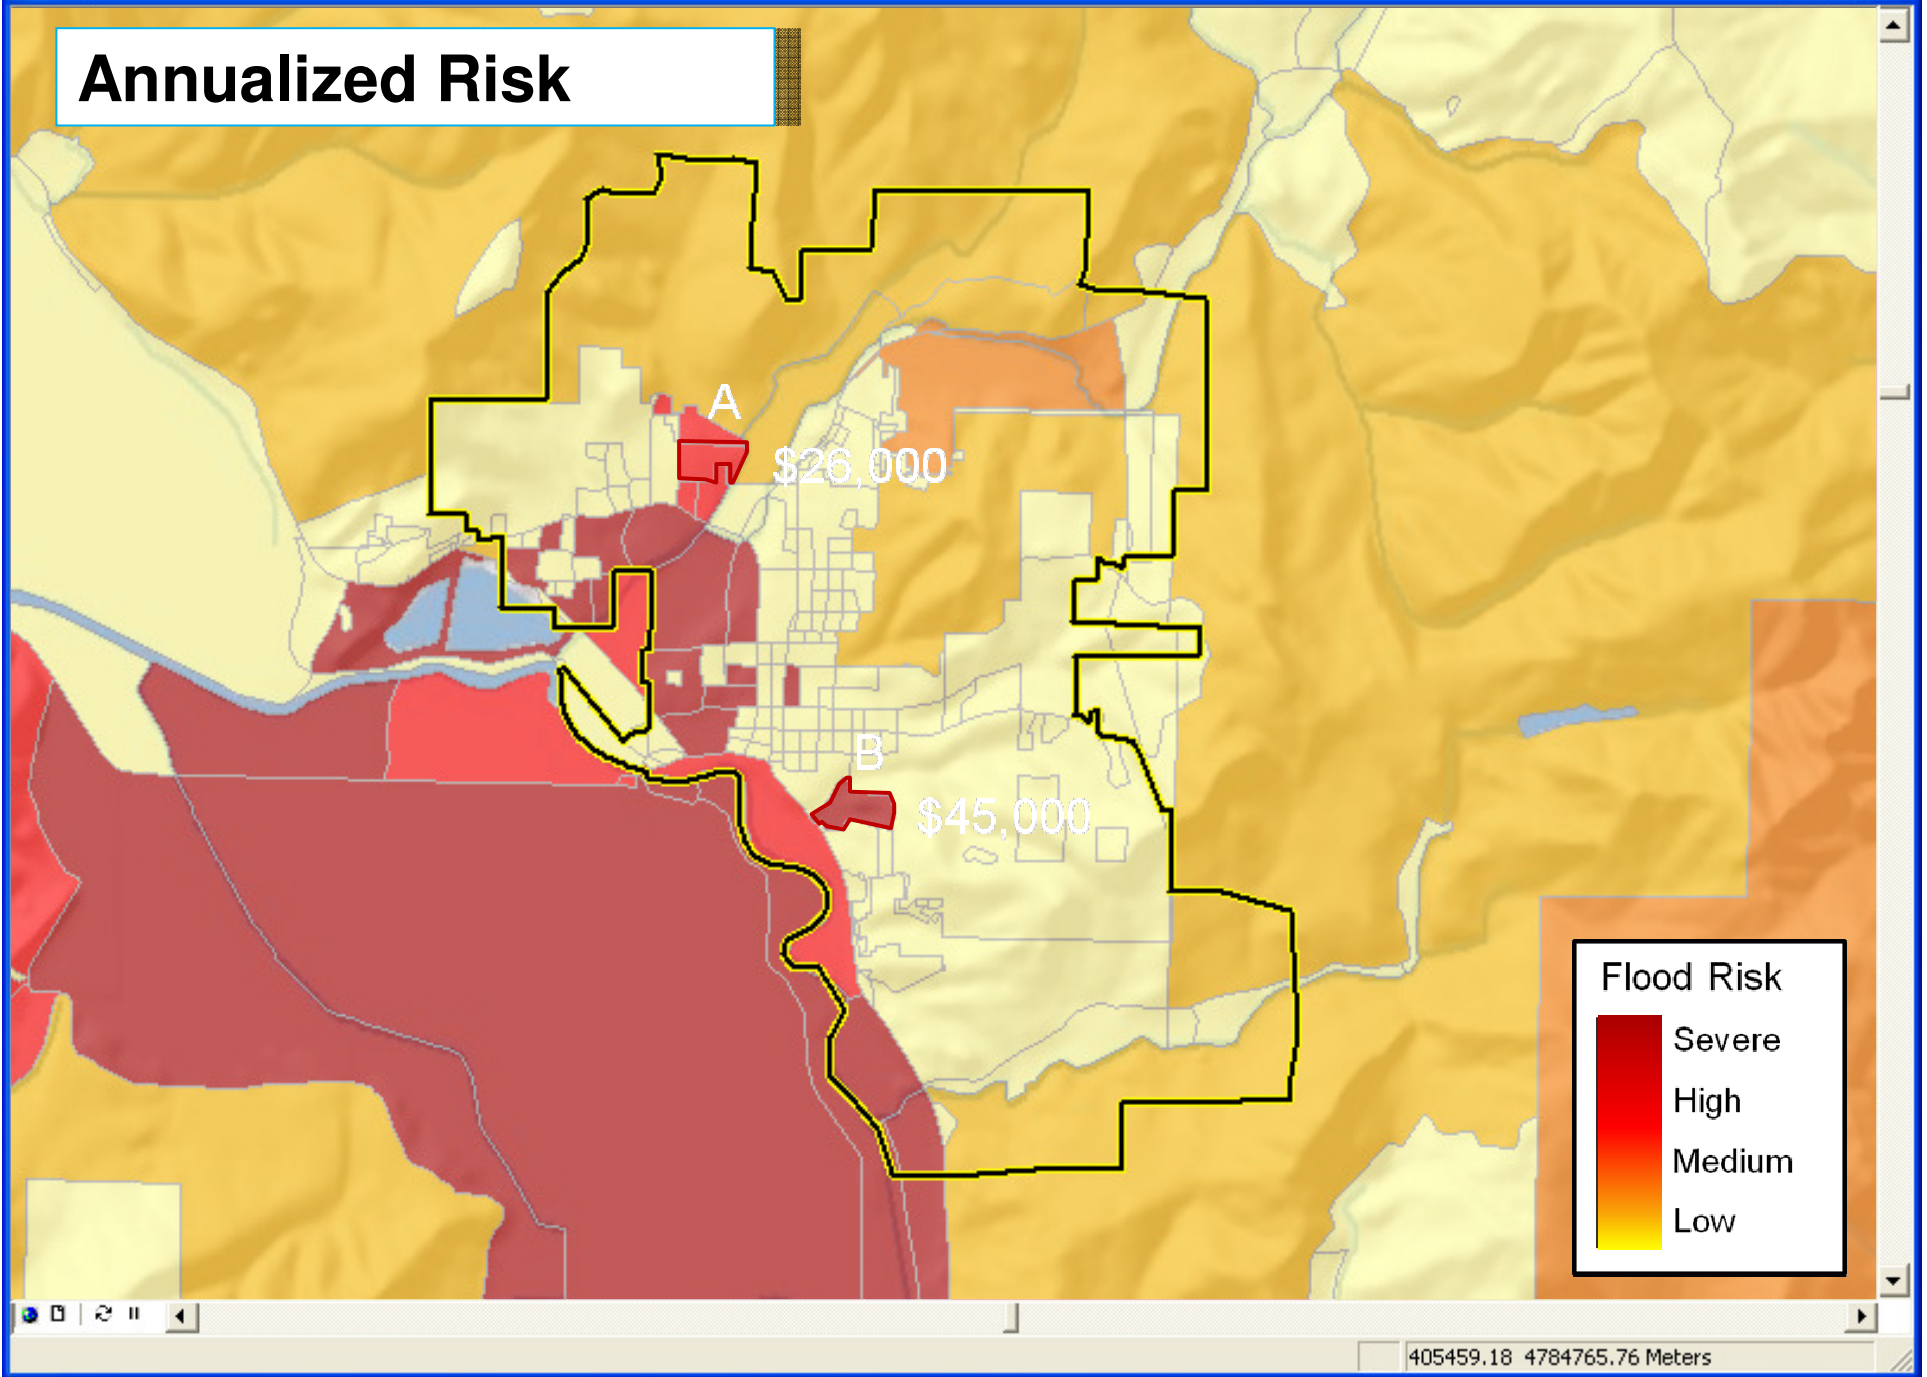 Annualized Risk
A
$26,000
B
$45,000
Flood Risk
Severe
High
Medium
Low
405459.18 4784765.76 Meters